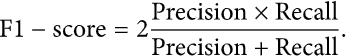 F1 − score = 2 Precision × Recall / Precision + Recall.